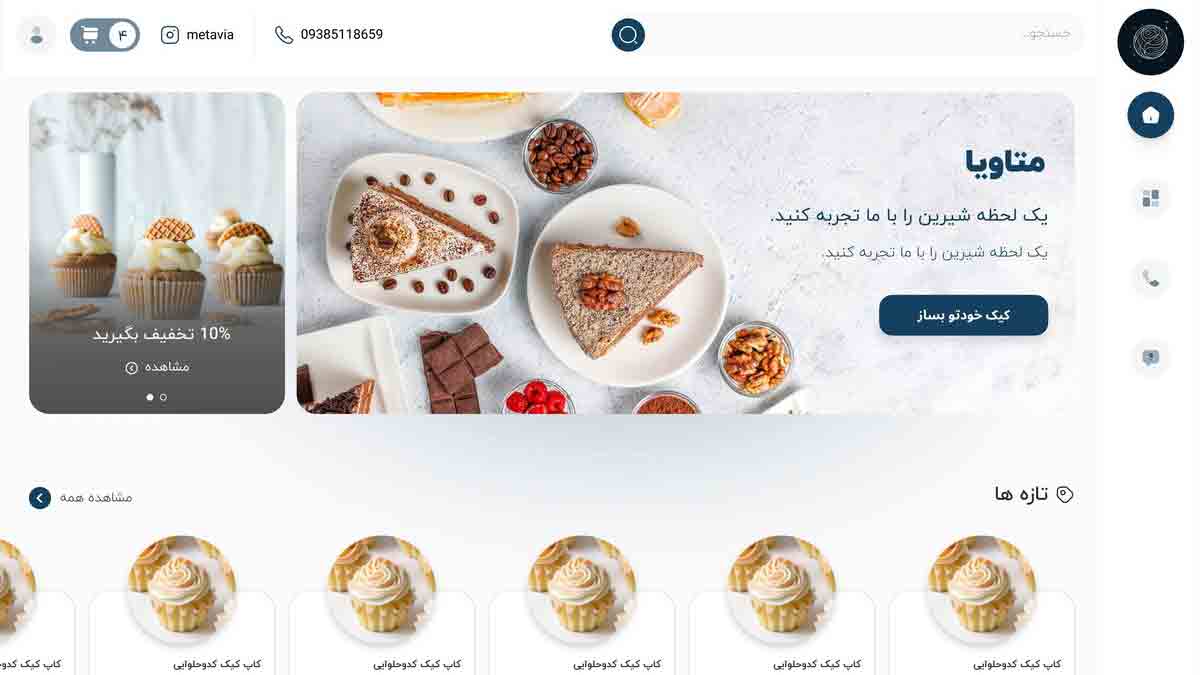 جستجو...
09385118659
metavia
۴
متاویا
یک لحظه شیرین را با ما تجربه کنید.
یک لحظه شیرین را با ما تجربه کنید.
کیک خودتو بساز
10% تخفیف بگیرید
مشاهده
تازه ها
مشاهده همه
کاپ کیک کدوحلوایی
کاپ کیک کدوحلوایی
کاپ کیک کدوحلوایی
کاپ کیک کدوحلوایی
کاپ کیک کدوحلوایی
کاپ کیک کدوحلو